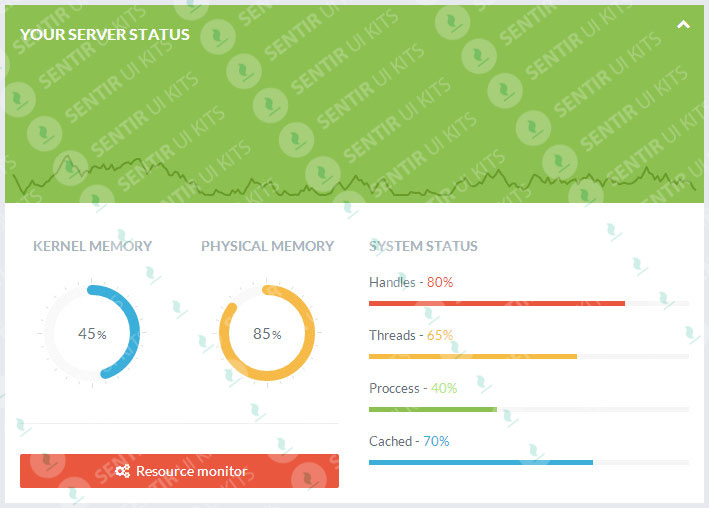 YOUR SERVER STATUS
KERNEL MEMORY
PHYSICAL MEMORY
SYSTEM STATUS
45%
85%
Handles - 80%
Threads - 65%
Proccess - 40%
Cached - 70%
Resource monitor
SENTIR UI KITS